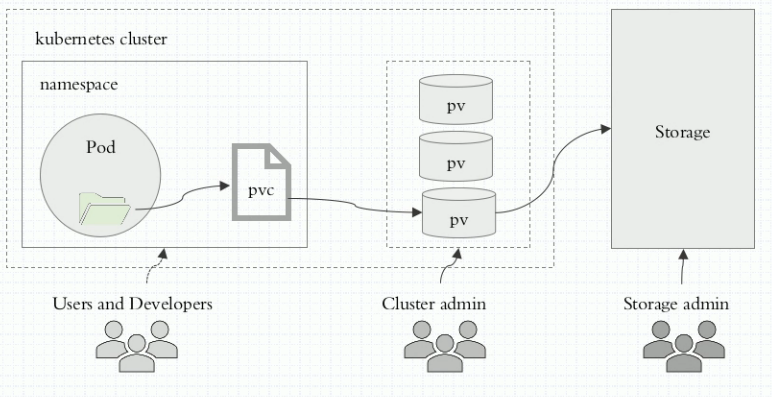 kubernetes cluster
namespace
Pod
pvc
pv
pv
pv
Storage
Users and Developers
Cluster admin
Storage admin